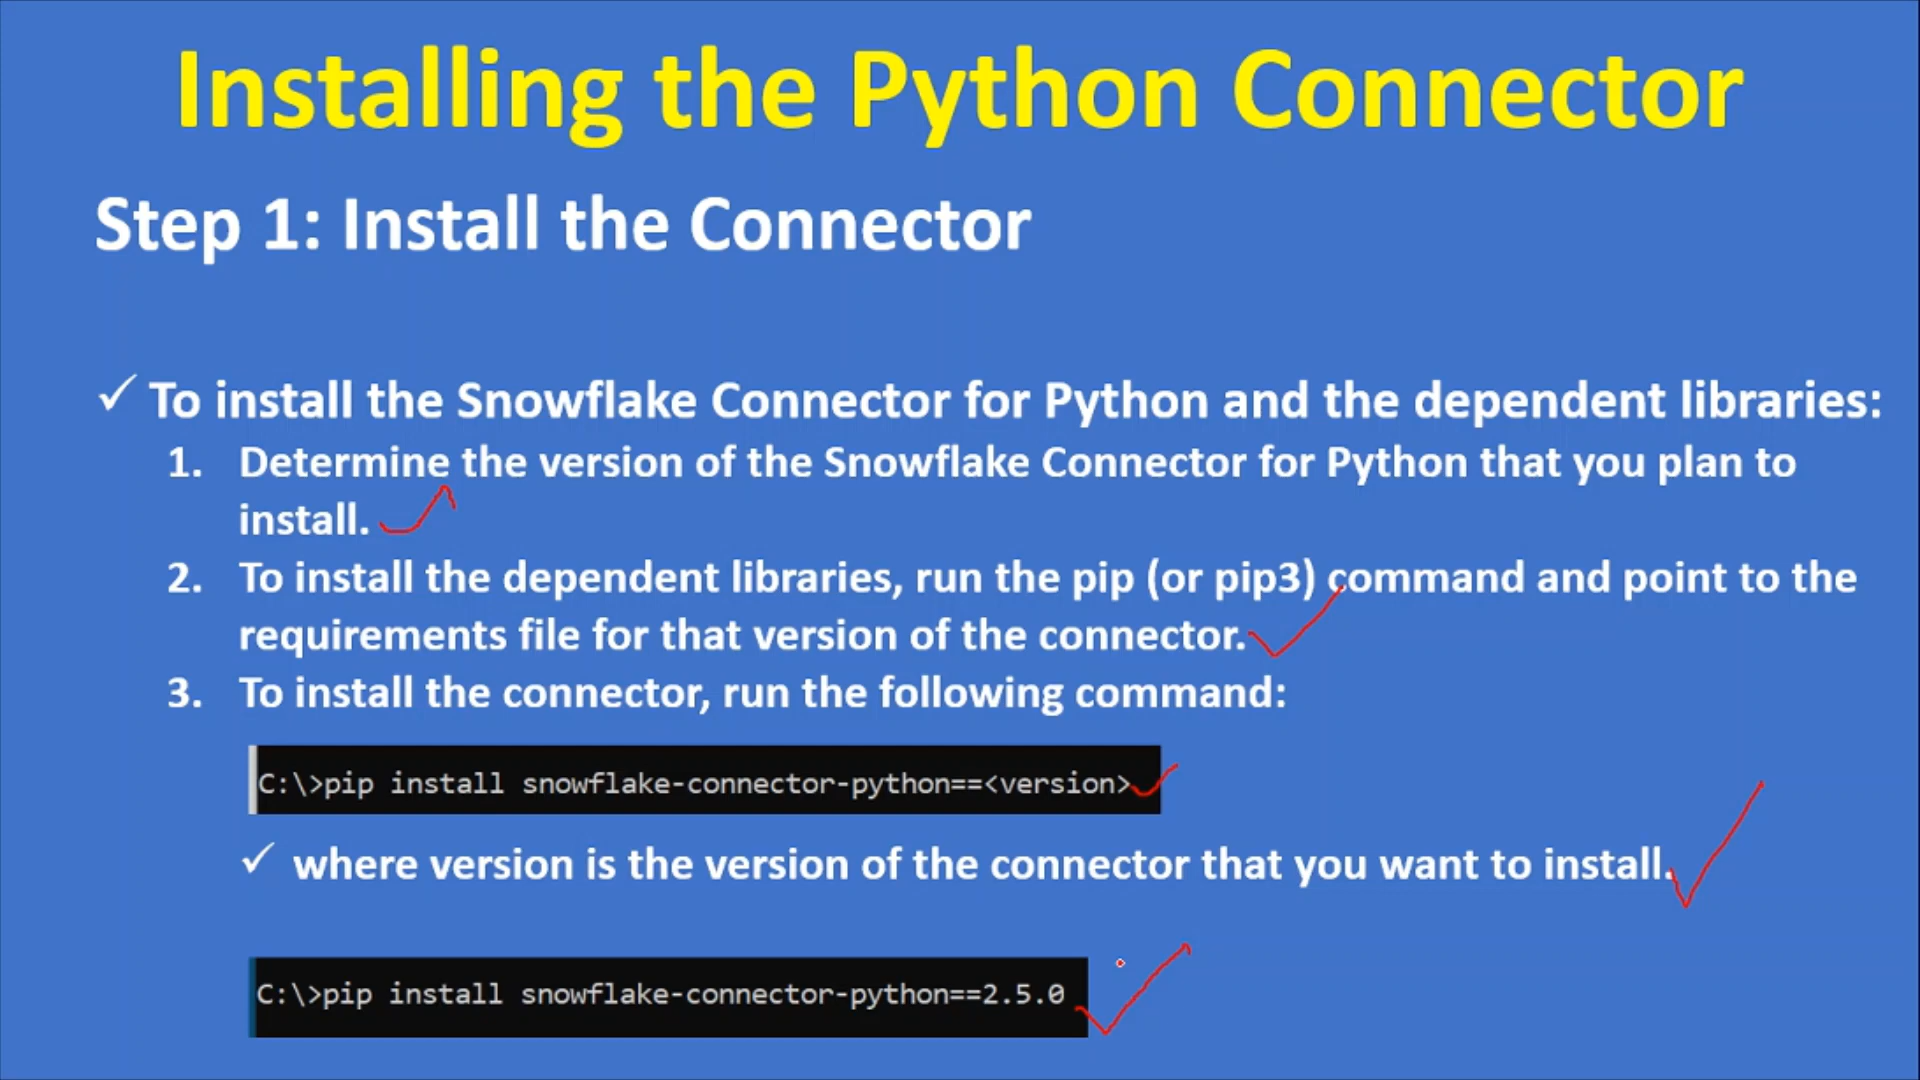 Installing the Python Connector
Step 1: Install the Connector
✓ To install the Snowflake Connector for Python and the dependent libraries:
1. Determine the version of the Snowflake Connector for Python that you plan to
install.
2. To install the dependent libraries, run the pip (or pip3) command and point to the
requirements file for that version of the connector.
3. To install the connector, run the following command:
C:\>pip install snowflake-connector-python==<version>
✓ where version is the version of the connector that you want to install.
C:\>pip install snowflake-connector-python==2.5.0